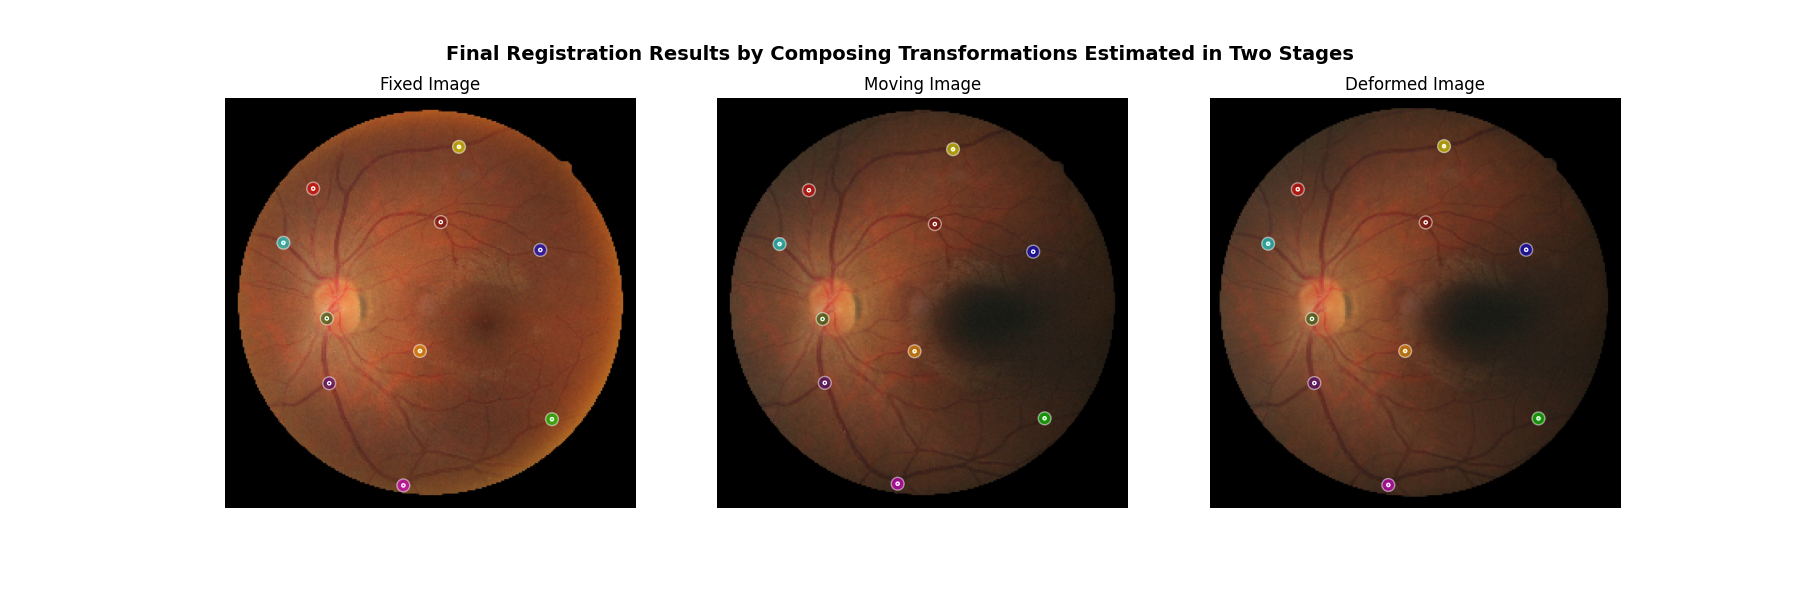 Final Registration Results by Composing Transformations Estimated in Two Stages
Fixed Image
Moving Image
Deformed Image